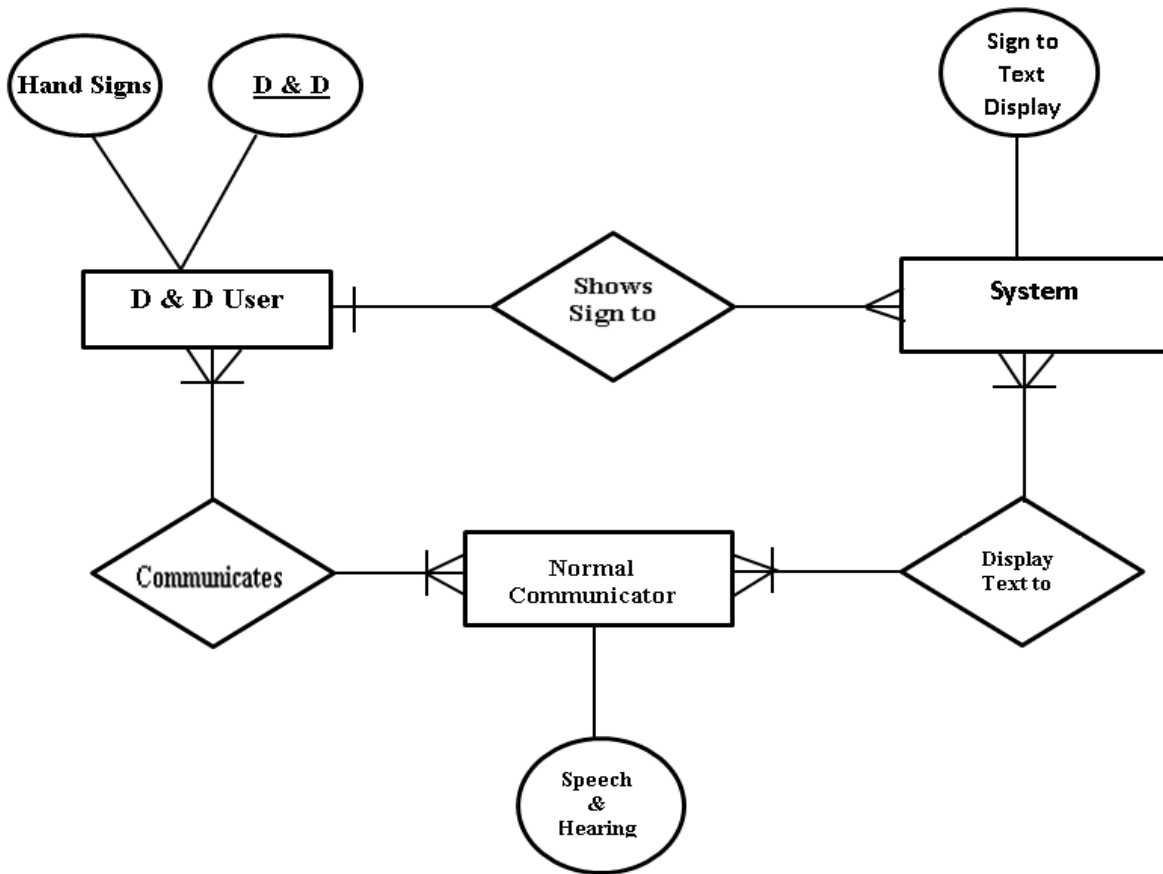 Hand Signs
D & D
Sign to
Text
Display
D & D User
Shows
Sign to
System
Communicates
Normal
Communicator
Display
Text to
Speech
&
Hearing